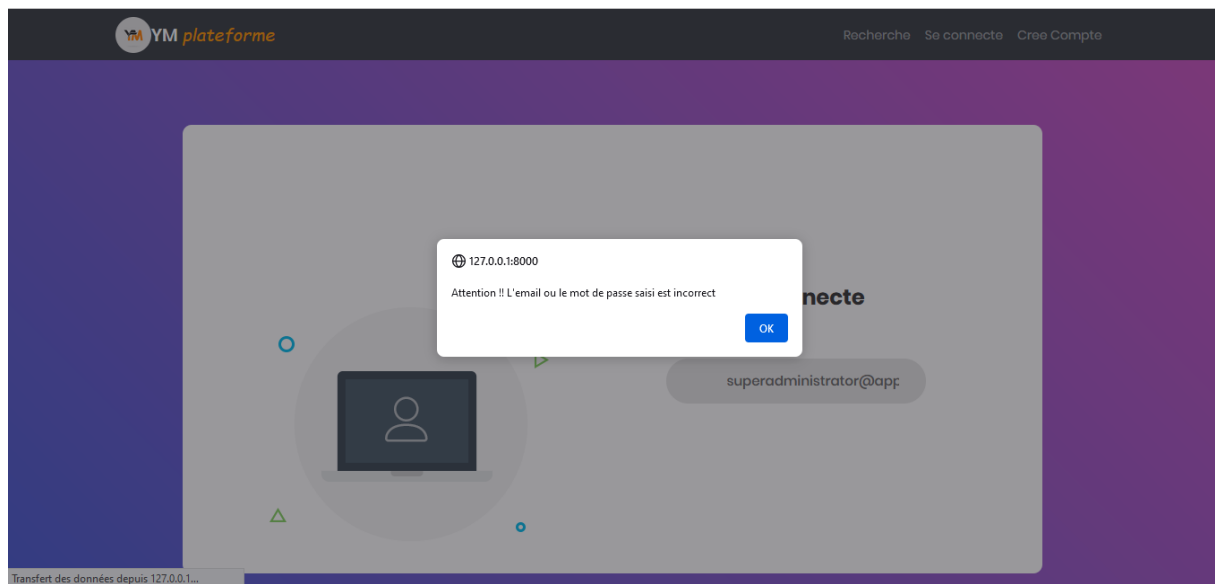 YM YM plateforme
Recherche Se connecte Cree Compte
127.0.0.1:8000
Attention !! L'email ou le mot de passe saisi est incorrect
necte
OK
superadministrator@app
Transfert des données depuis 127.0.0.1...